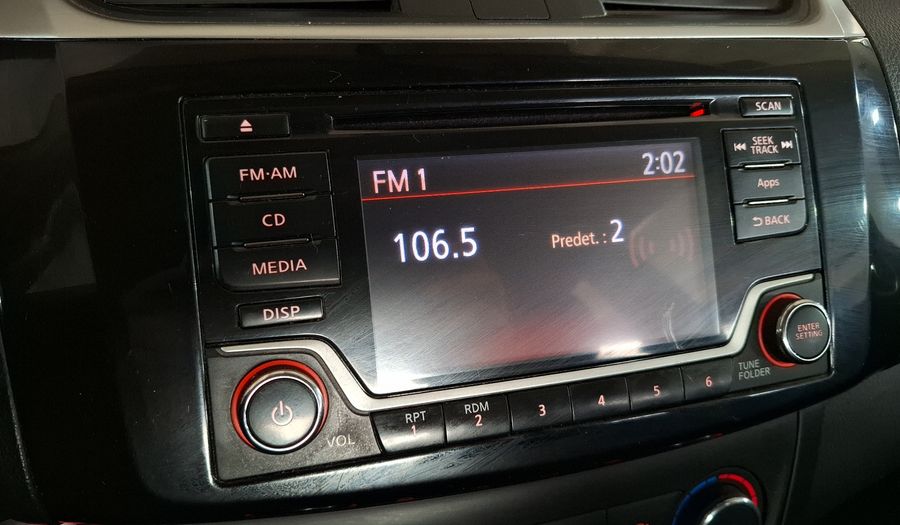 SCAN
FM·AM
CD
MEDIA
DISP
VOL
FM 1
2:02
106.5
Predet. : 2
SEEK
TRACK
Apps
BACK
ENTER
SETTING
TUNE
FOLDER
RPT
1
RDM
2
3
4
5
6